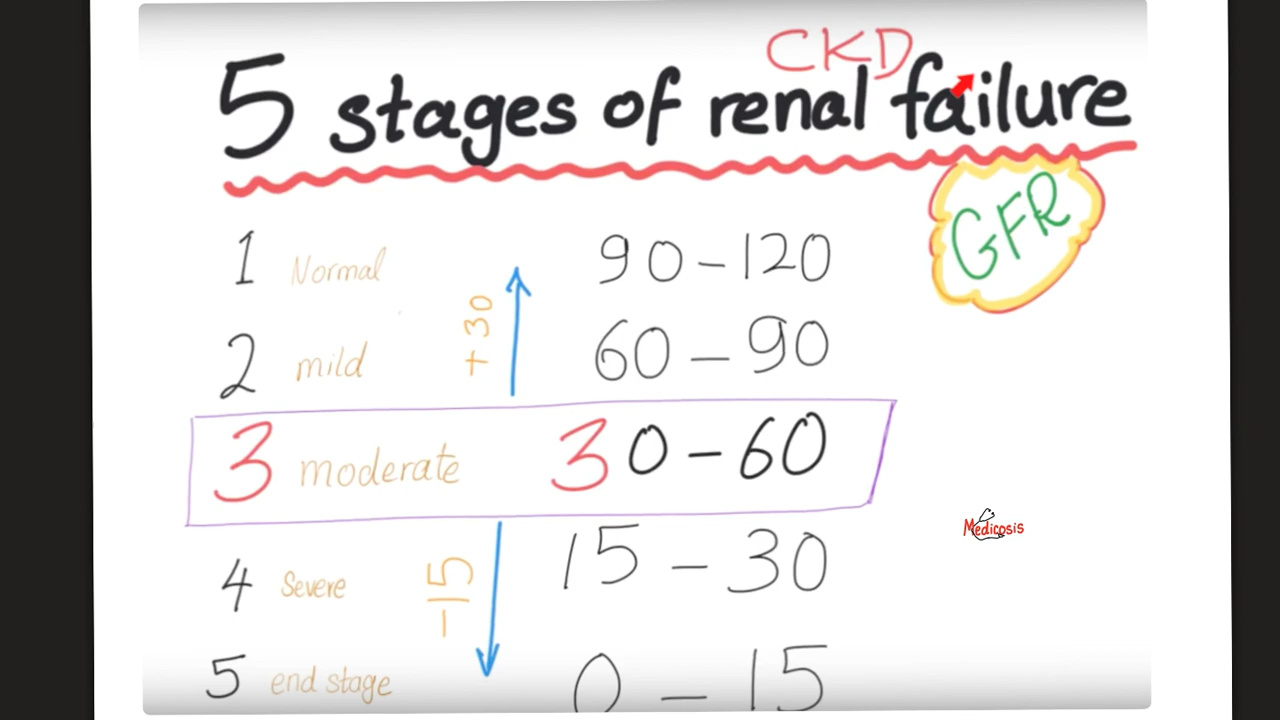 CKD
5 stages of renal failure
GFR
1 Normal 90-120
+30
2 mild 60-90
3 moderate 30-60
Medicosis
4 Severe 15-30
-15
5 end stage 0-15